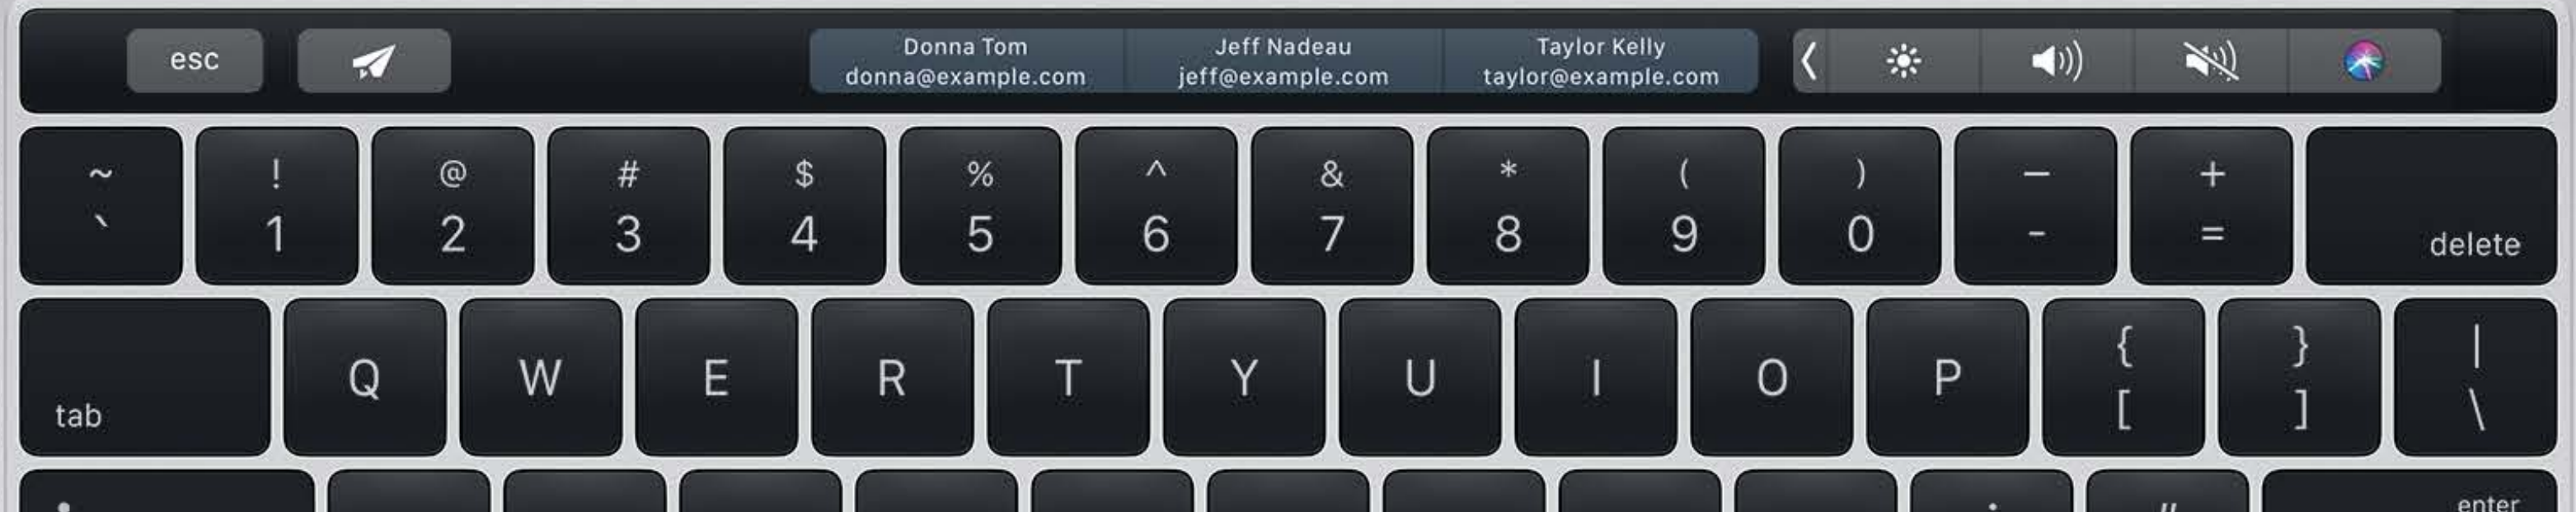 esc
Donna Tom
donna@example.com
Jeff Nadeau
jeff@example.com
Taylor Kelly
taylor@example.com
~ ! @ # $ % ^ & * ( ) — +
` 1 2 3 4 5 6 7 8 9 0 - =
delete
tab
Q W E R T Y U I O P
{ } |
[ ] \
enter